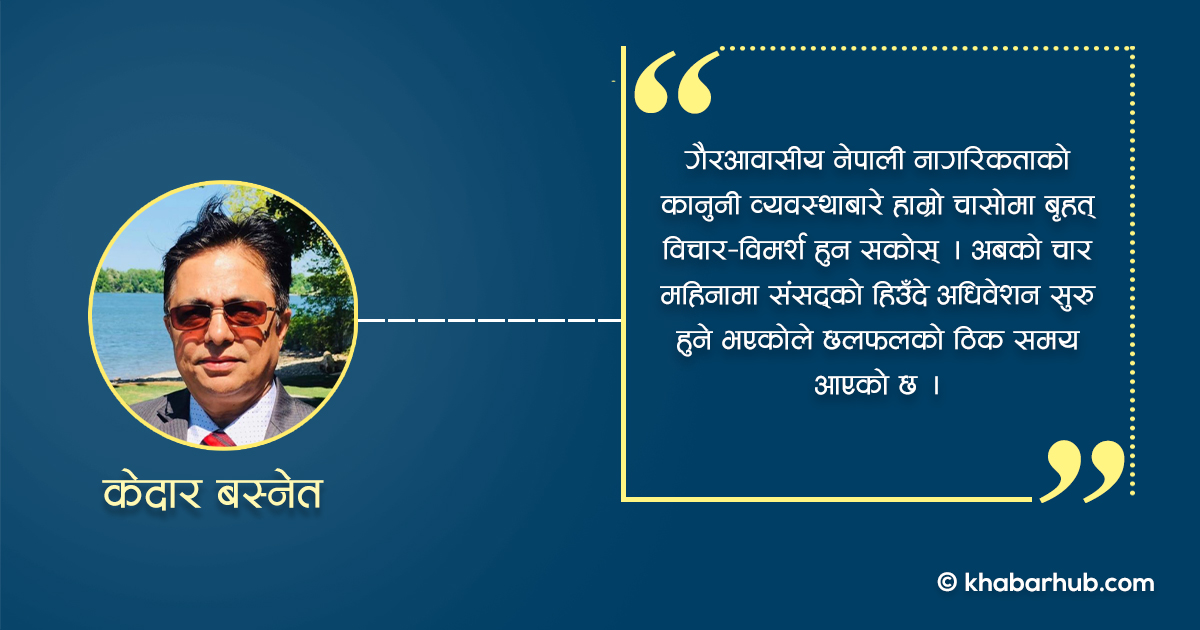 गैरआवासीय नेपाली नागरिकताको
कानुनी व्यवस्थाबारे हाम्रो चासोमा बृहत्
विचार-विमर्श हुन सकोस् । अबको चार
महिनामा संसद्को हिउँदे अधिवेशन सुरु
हुने भएकोले छलफलको ठिक समय
आएको छ ।
केदार बस्नेत
© khabarhub.com